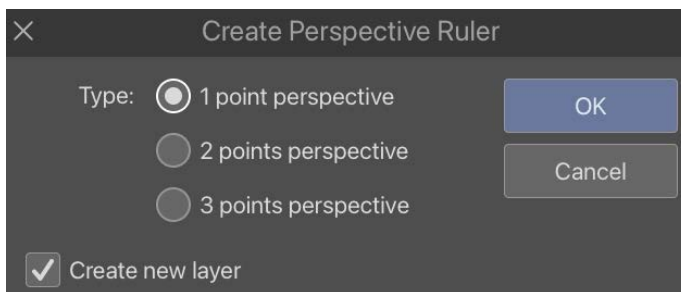 Create Perspective Ruler
Type: 1 point perspective
OK
2 points perspective
Cancel
3 points perspective
Create new layer